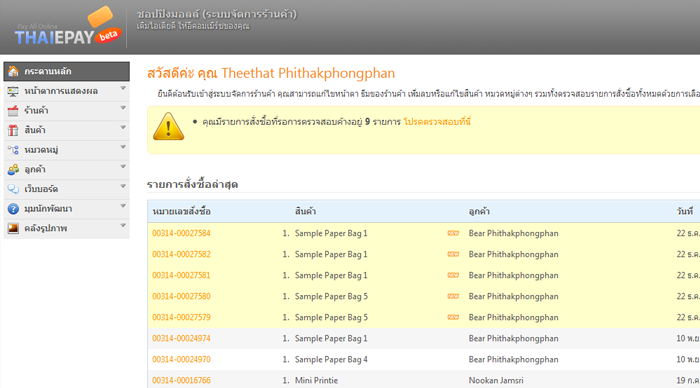 Pay All Online
THAIEPAY beta
ชอปปิงมอลล์ (ระบบจัดการร้านค้า)
เติมไอเดียดี ให้อีคอมเมิร์ซของคุณ
กระดานหลัก
หน้าตาการแสดงผล
ร้านค้า
สินค้า
หมวดหมู่
ลูกค้า
เว็บบอร์ด
มุมนักพัฒนา
คลังรูปภาพ
สวัสดีค่ะ คุณ Theethat Phithakphongphan
ยินดีต้อนรับเข้าสู่ระบบจัดการร้านค้า คุณสามารถแก้ไขหน้าตา ธีมของร้านค้า เพิ่มลบหรือแก้ไขสินค้า หมวดหมู่ต่างๆ รวมทั้งตรวจสอบรายการสั่งซื้อทั้งหมดด้วยการเลือ
คุณมีรายการสั่งซื้อที่รอการตรวจสอบค้างอยู่ 9 รายการ โปรดตรวจสอบที่นี่
รายการสั่งซื้อล่าสุด
หมายเลขสั่งซื้อ สินค้า ลูกค้า วันที่
00314-00027584 1. Sample Paper Bag 1 Bear Phithakphongphan 22 ธ.ค.
00314-00027582 1. Sample Paper Bag 1 Bear Phithakphongphan 22 ธ.ค.
00314-00027581 1. Sample Paper Bag 1 Bear Phithakphongphan 22 ธ.ค.
00314-00027580 1. Sample Paper Bag 5 Bear Phithakphongphan 22 ธ.ค.
00314-00027579 1. Sample Paper Bag 5 Bear Phithakphongphan 22 ธ.ค.
00314-00024974 1. Sample Paper Bag 1 Bear Phithakphongphan 10 พ.ย
00314-00024970 1. Sample Paper Bag 4 Bear Phithakphongphan 10 พ.ย
00314-00016766 1. Mini Printie Nookan Jamsri 19 ก.ค